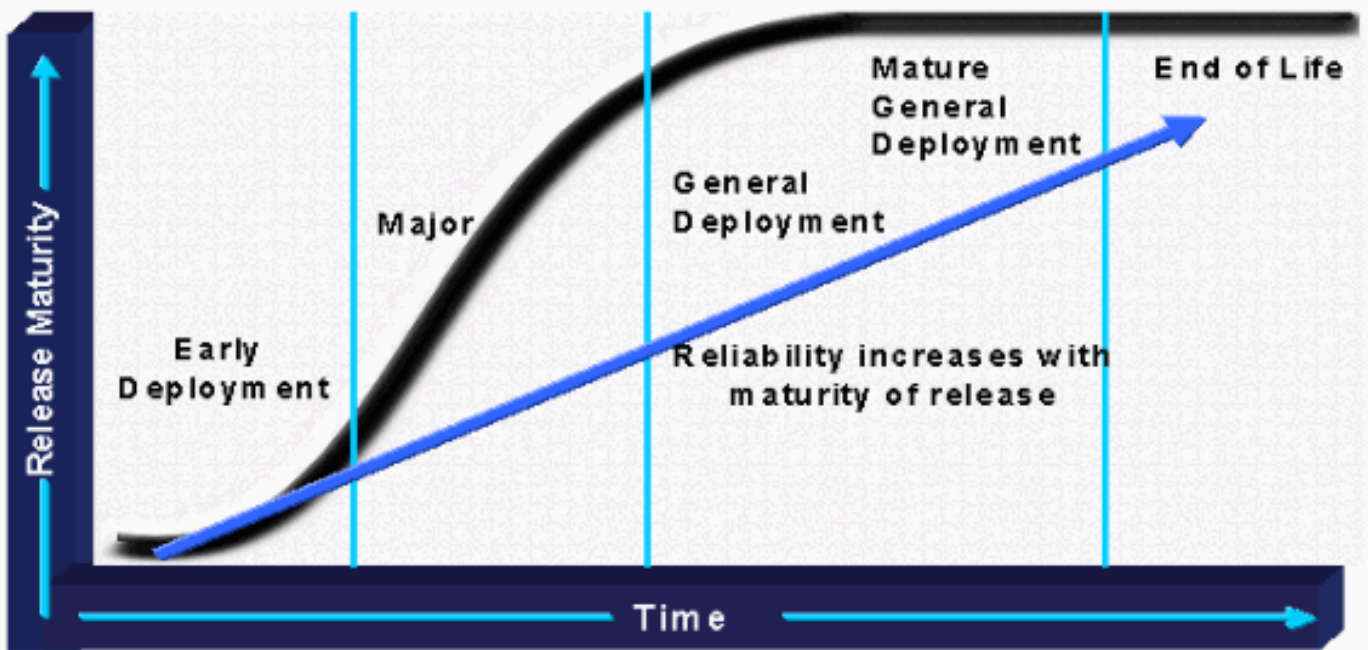 Release Maturity
Early
Deployment
Major
General
Deployment
Mature
General
Deployment
End of Life
Reliability increases with
maturity of release
Time